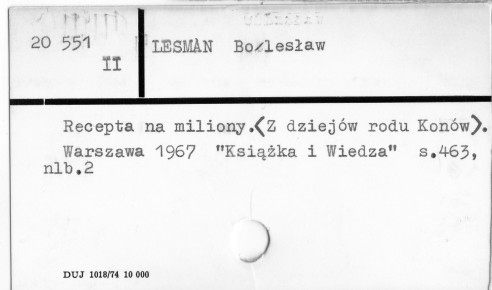 20 551
II
LESMAN Bolesław
Recepta na miliony.(Z dziejów rodu Konów).
Warszawa 1967 "Książka i Wiedza" s.463,
nlb.2
DUJ 1018/74 10 000